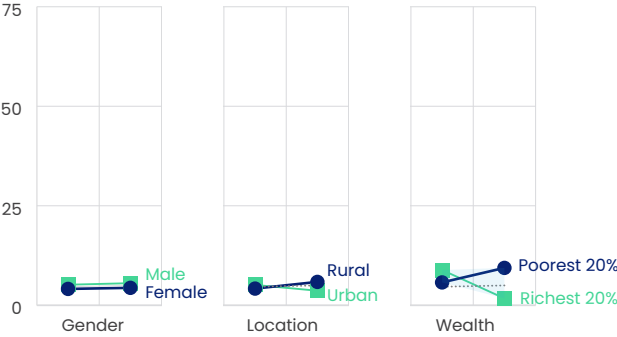 75
50
25
0
Male
Female
Gender
Rural
Urban
Location
Poorest 20%
Richest 20%
Wealth